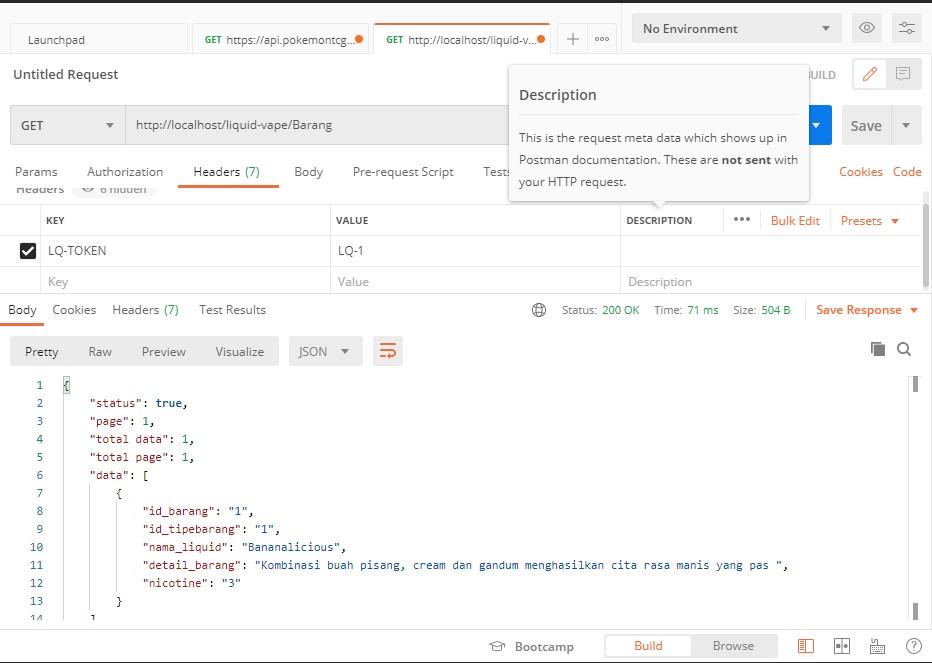 Launchpad
GET https://api.pokemontcg....
GET http://localhost/liquid-v...
No Environment
Untitled Request
UILD
Description
This is the request meta data which shows up in
Postman documentation. These are not sent with
your HTTP request.
GET
http://localhost/liquid-vape/Barang
Save
Params
Authorization
Headers (7)
Body
Pre-request Script
Tests
Cookies
Code
Headers
6 hidden
KEY
VALUE
DESCRIPTION
Bulk Edit
Presets
LQ-TOKEN
LQ-1
Key
Value
Description
Body
Cookies
Headers (7)
Test Results
Status: 200 OK
Time: 71 ms
Size: 504 B
Save Response
Pretty
Raw
Preview
Visualize
JSON
1 {
2 "status": true,
3 "page": 1,
4 "total data": 1,
5 "total page": 1,
6 "data": [
7 {
8 "id_barang": "1",
9 "id_tipebarang": "1",
10 "nama_liquid": "Bananalicious",
11 "detail_barang": "Kombinasi buah pisang, cream dan gandum menghasilkan cita rasa manis yang pas ",
12 "nicotine": "3"
13 }
14 ]
Bootcamp
Build
Browse